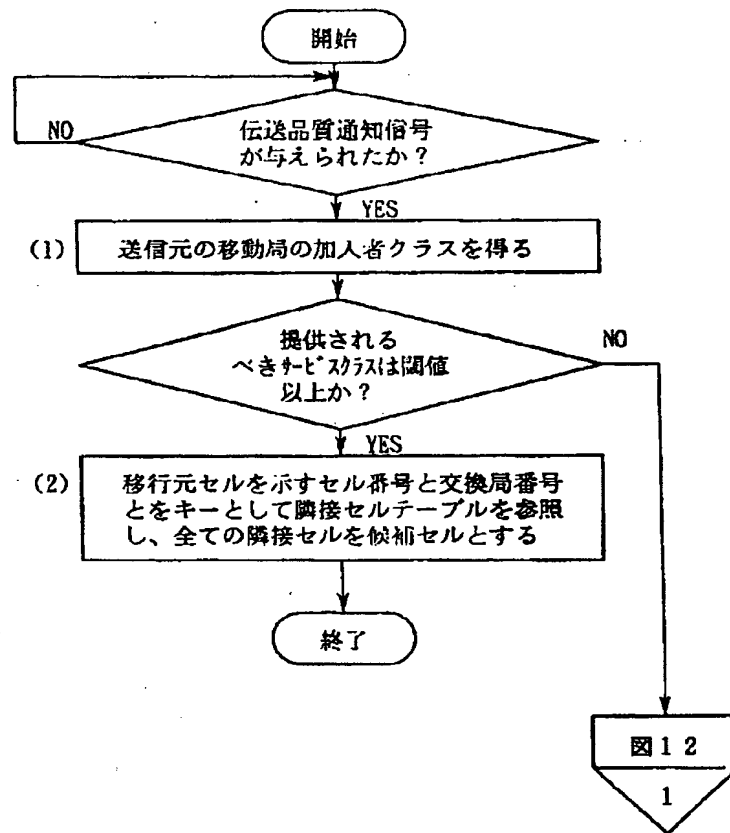 開始
伝送品質通知信号
が与えられたか？
NO
YES
(1)
送信元の移動局の加入者クラスを得る
提供される
べきｻｰﾋﾞｽｸﾗｽは閾値
以上か？
NO
YES
(2)
移行元セルを示すセル番号と交換局番号
とをキーとして隣接セルテーブルを参照
し、全ての隣接セルを候補セルとする
終了
図12
1